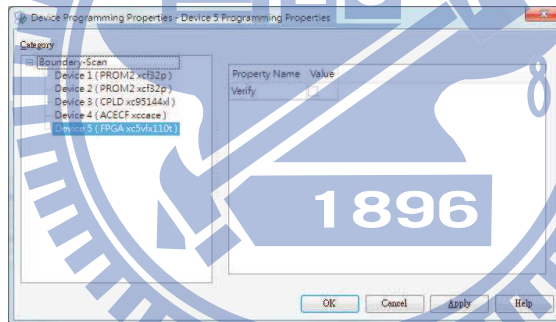 Device Programming Properties - Device 5 Programming Properties
Category
Boundary-Scan
Device 1 ( PROM2 xcf32p )
Device 2 ( PROM2 xcf32p )
Device 3 ( CPLD xc95144xl )
Device 4 ( ACECF xccace )
Device 5 ( FPGA xc5vlx110t )
Property Name Value
Verify
8
1896
OK Cancel Apply Help